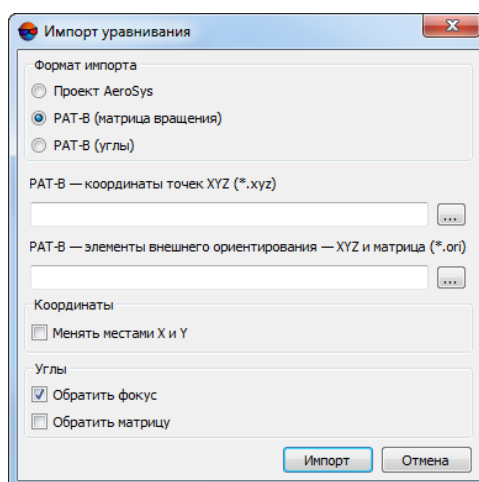 Импорт уравнивания
Формат импорта
Проект AeroSys
PAT-B (матрица вращения)
PAT-B (углы)
PAT-B — координаты точек XYZ (*.xyz)
...
PAT-B — элементы внешнего ориентирования — XYZ и матрица (*.ori)
...
Координаты
Менять местами X и Y
Углы
Обратить фокус
Обратить матрицу
Импорт Отмена